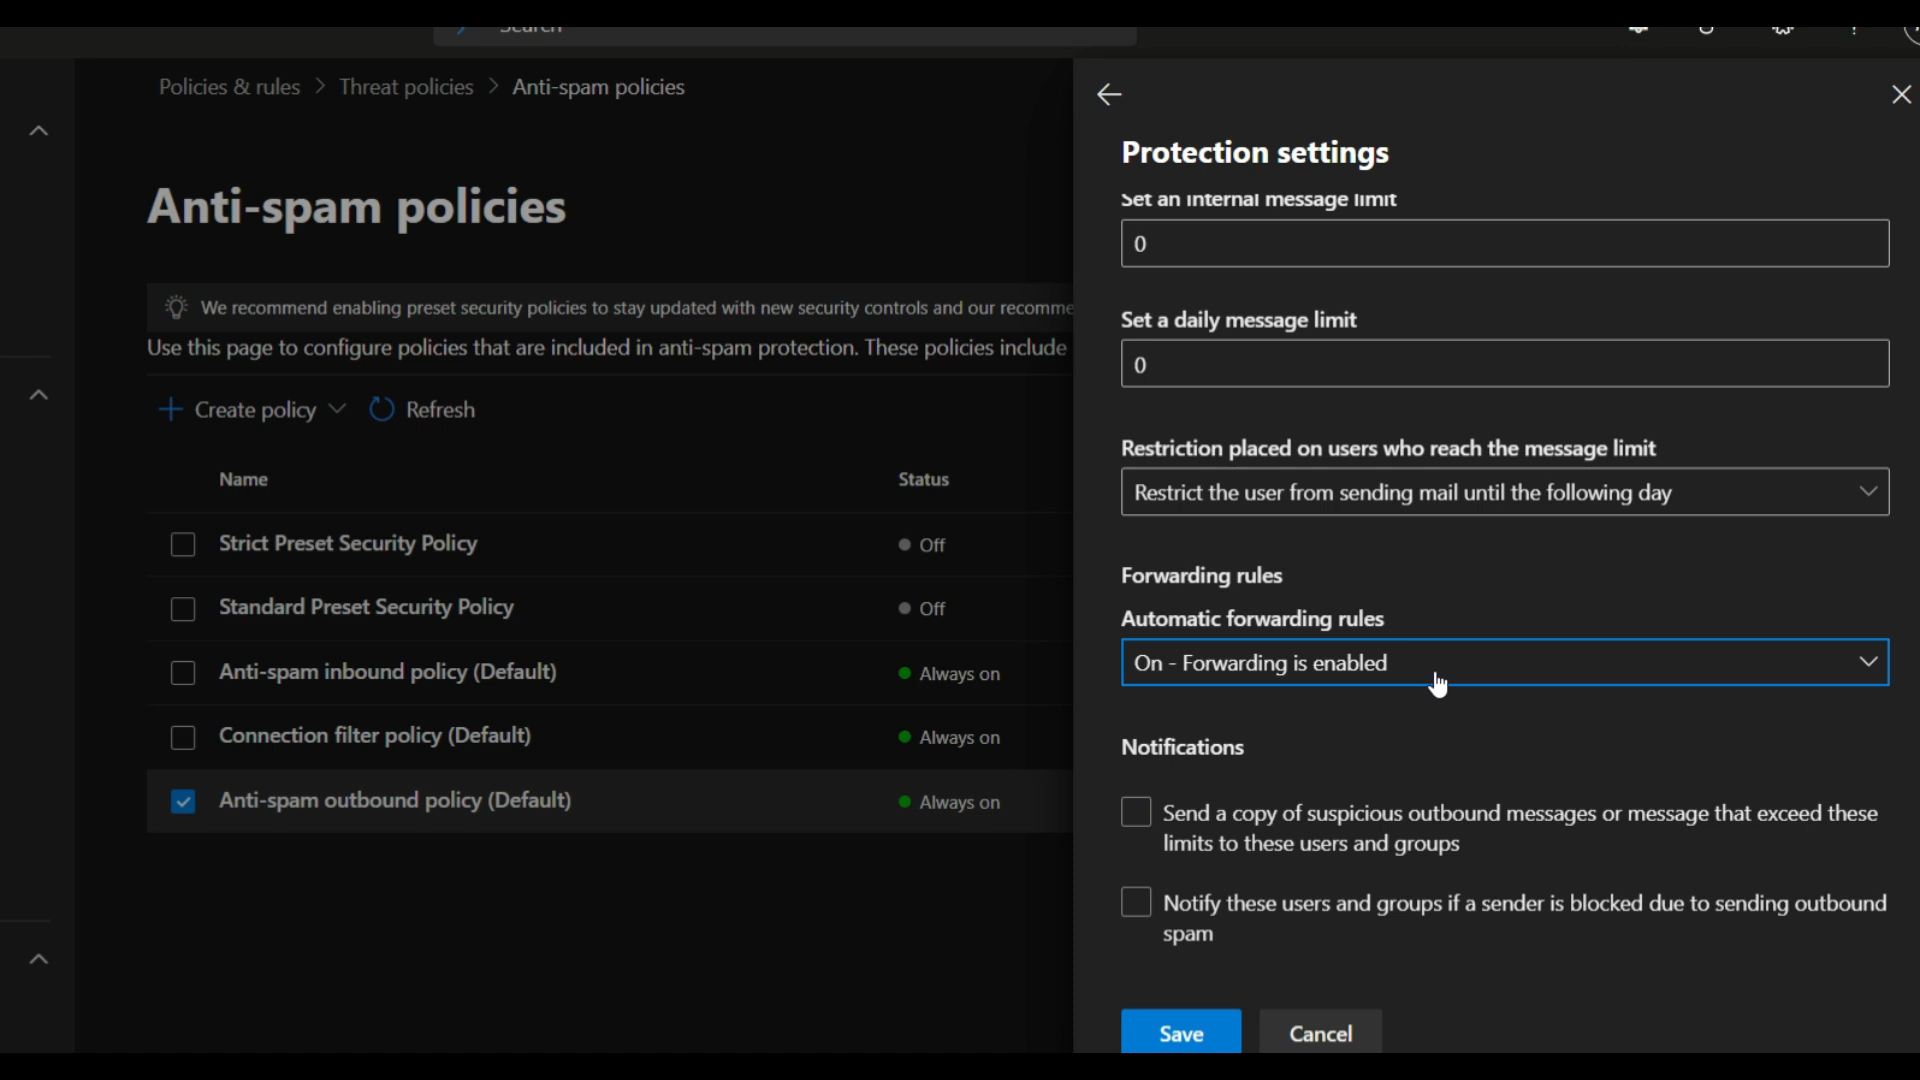 Search
Policies & rules > Threat policies > Anti-spam policies
Anti-spam policies
We recommend enabling preset security policies to stay updated with new security controls and our recomme
Use this page to configure policies that are included in anti-spam protection. These policies include
Create policy
Refresh
Name
Status
Strict Preset Security Policy
Off
Standard Preset Security Policy
Off
Anti-spam inbound policy (Default)
Always on
Connection filter policy (Default)
Always on
Anti-spam outbound policy (Default)
Always on
Protection settings
Set an internal message limit
0
Set a daily message limit
0
Restriction placed on users who reach the message limit
Restrict the user from sending mail until the following day
Forwarding rules
Automatic forwarding rules
On - Forwarding is enabled
Notifications
Send a copy of suspicious outbound messages or message that exceed these
limits to these users and groups
Notify these users and groups if a sender is blocked due to sending outbound
spam
Save
Cancel